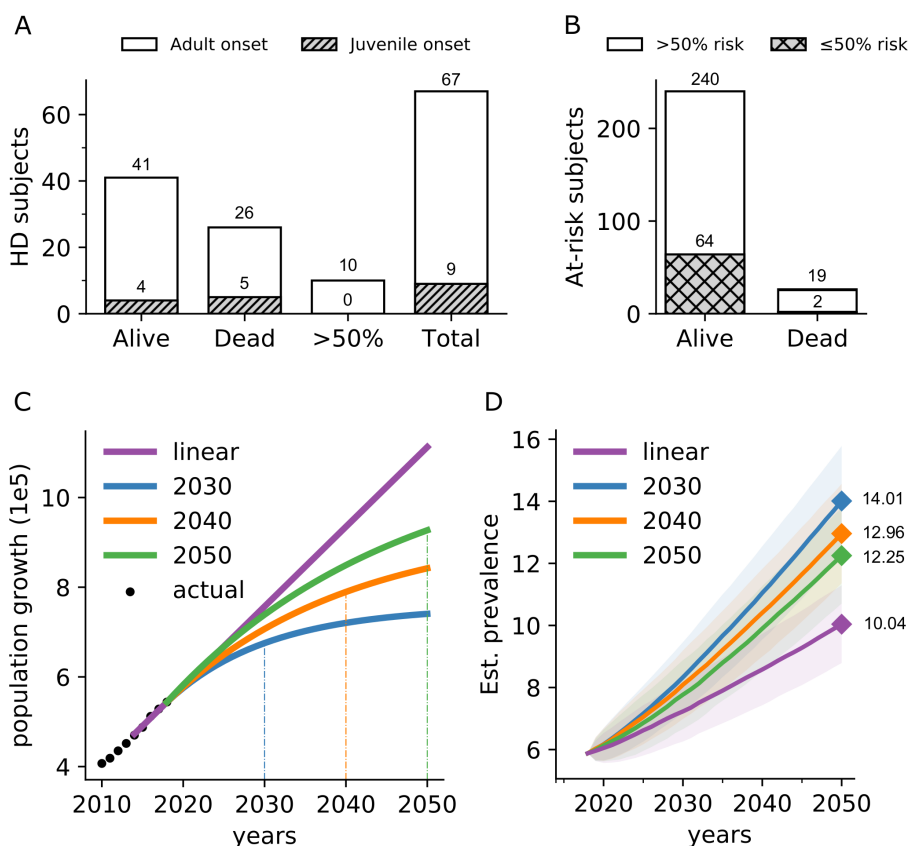 A
Adult onset
Juvenile onset
HD subjects
60
40
20
0
41
4
26
5
10
0
67
9
Alive
Dead
>50%
Total
B
>50% risk
≤50% risk
At-risk subjects
200
100
0
240
64
19
2
Alive
Dead
C
population growth (1e5)
10
8
6
4
linear
2030
2040
2050
actual
2010
2020
2030
2040
2050
years
D
Est. prevalence
16
14
12
10
8
6
linear
2030
2040
2050
14.01
12.96
12.25
10.04
2020
2030
2040
2050
years